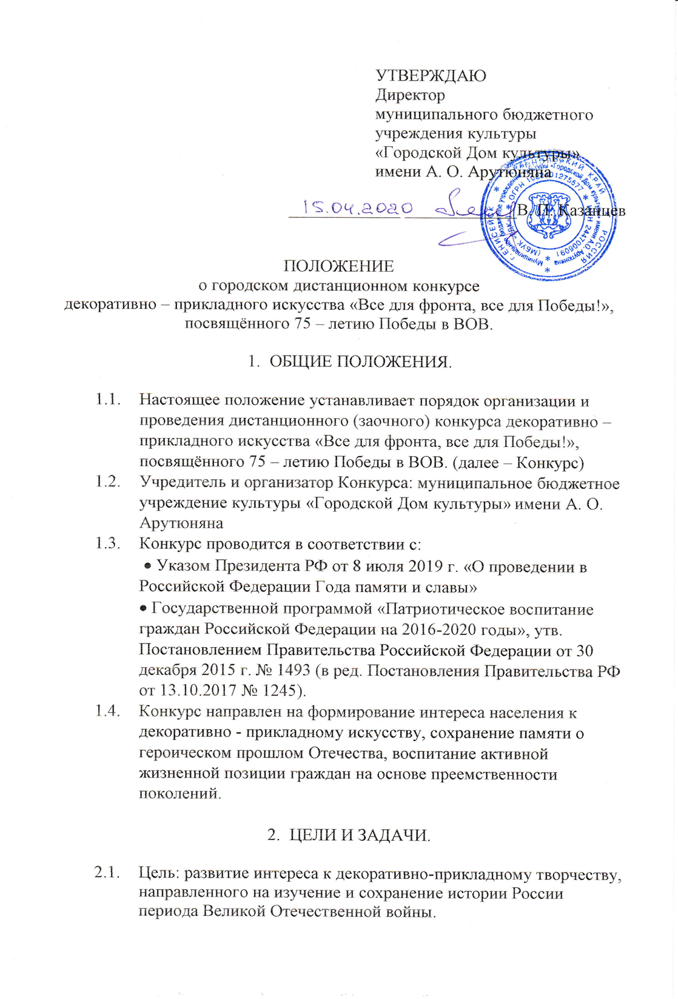 УТВЕРЖДАЮ
Директор
муниципального бюджетного
учреждения культуры
«Городской Дом культуры»
имени А. О. Арутюняна
15.04.2020 В. П. Казанцев
Г. ЕНИСЕЙСК * КРАСНОЯРСКИЙ КРАЙ * РОССИЯ *
Муниципальное бюджетное учреждение культуры «Городской Дом культуры» имени А.О. Арутюняна *
(МБУК «ГДК») * ОГРН * ИНН 2447006091
ПОЛОЖЕНИЕ
о городском дистанционном конкурсе
декоративно – прикладного искусства «Все для фронта, все для Победы!»,
посвящённого 75 – летию Победы в ВОВ.
1. ОБЩИЕ ПОЛОЖЕНИЯ.
1.1. Настоящее положение устанавливает порядок организации и
проведения дистанционного (заочного) конкурса декоративно –
прикладного искусства «Все для фронта, все для Победы!»,
посвящённого 75 – летию Победы в ВОВ. (далее – Конкурс)
1.2. Учредитель и организатор Конкурса: муниципальное бюджетное
учреждение культуры «Городской Дом культуры» имени А. О.
Арутюняна
1.3. Конкурс проводится в соответствии с:
• Указом Президента РФ от 8 июля 2019 г. «О проведении в
Российской Федерации Года памяти и славы»
• Государственной программой «Патриотическое воспитание
граждан Российской Федерации на 2016-2020 годы», утв.
Постановлением Правительства Российской Федерации от 30
декабря 2015 г. № 1493 (в ред. Постановления Правительства РФ
от 13.10.2017 № 1245).
1.4. Конкурс направлен на формирование интереса населения к
декоративно - прикладному искусству, сохранение памяти о
героическом прошлом Отечества, воспитание активной
жизненной позиции граждан на основе преемственности
поколений.
2. ЦЕЛИ И ЗАДАЧИ.
2.1. Цель: развитие интереса к декоративно-прикладному творчеству,
направленного на изучение и сохранение истории России
периода Великой Отечественной войны.